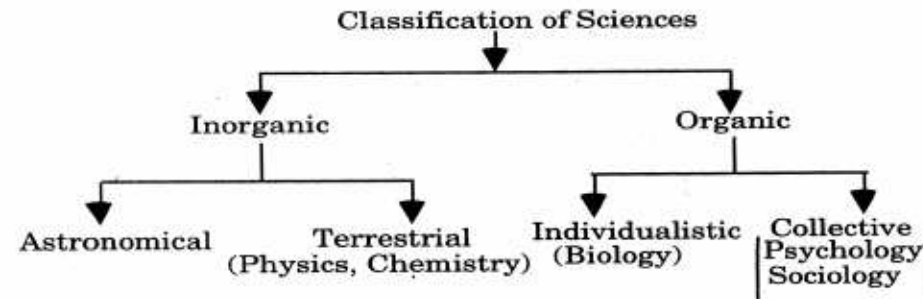 Classification of Sciences
Inorganic
Organic
Astronomical
Terrestrial
(Physics, Chemistry)
Individualistic
(Biology)
Collective
Psychology
Sociology